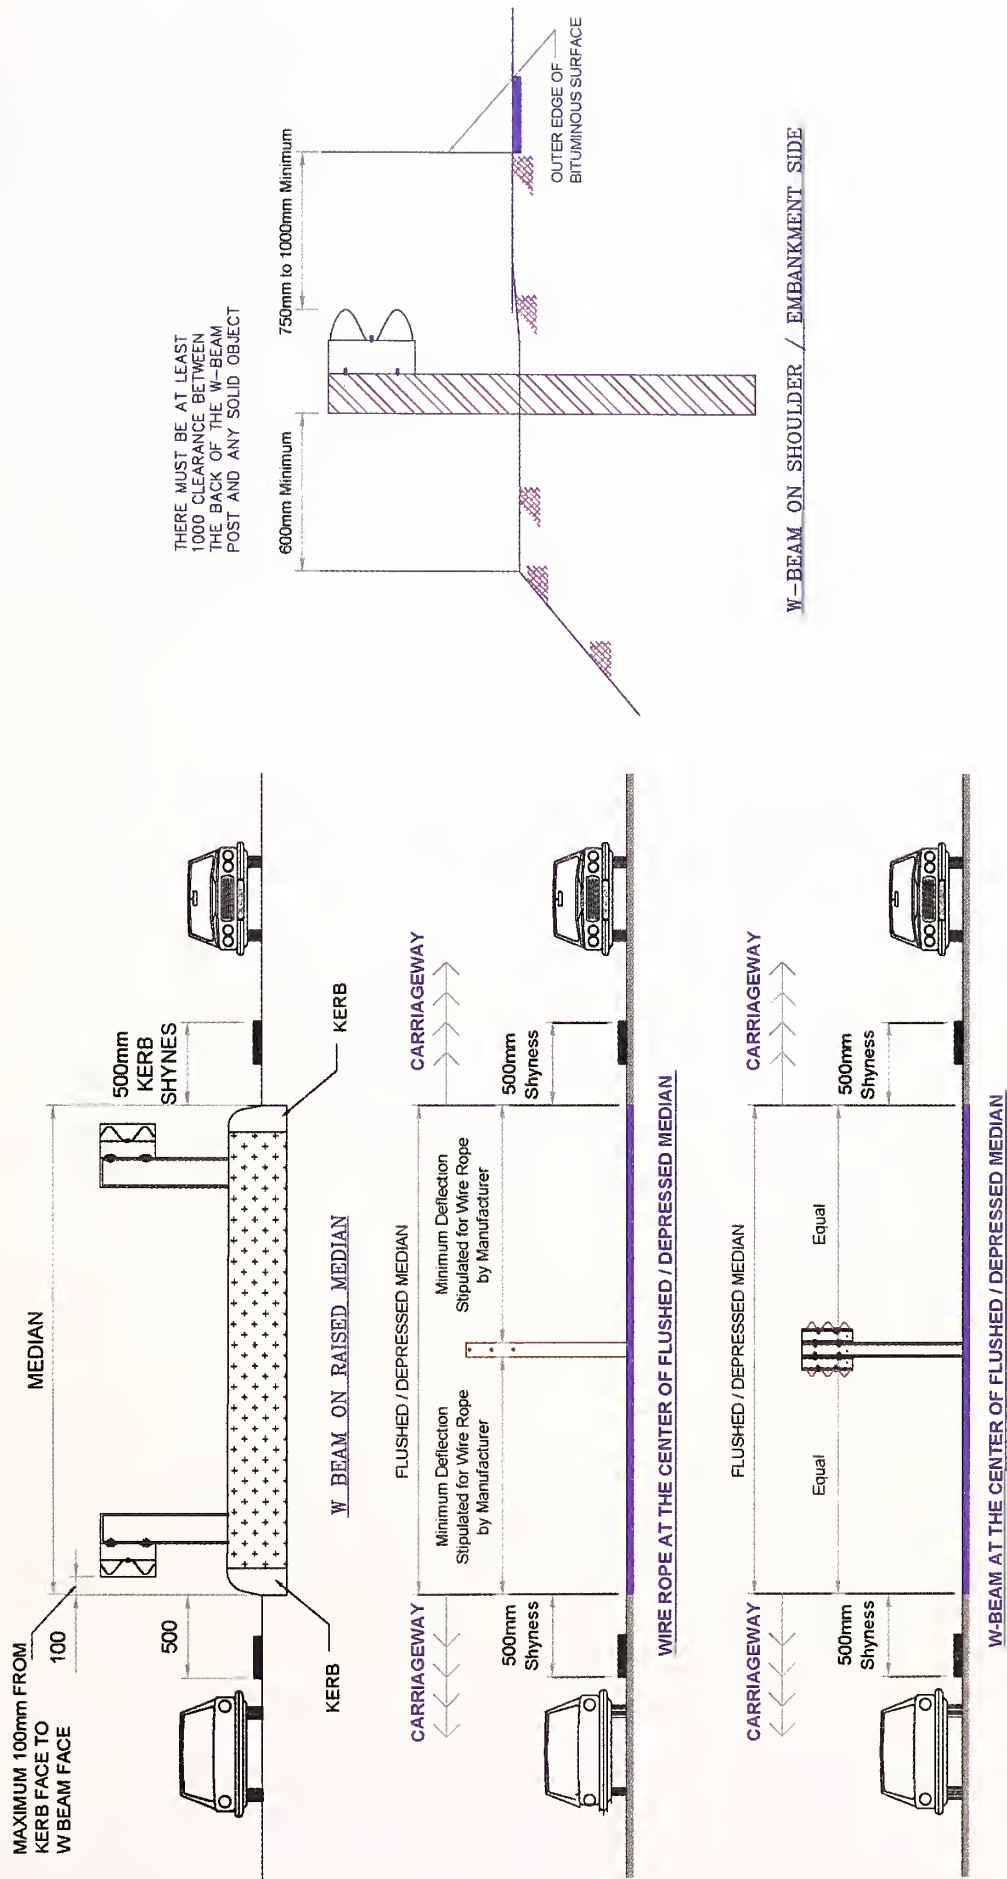 MAXIMUM 100mm FROM
KERB FACE TO
W BEAM FACE
MEDIAN
100
500
500mm
KERB
SHYNES
KERB
KERB
W BEAM ON RAISED MEDIAN
CARRIAGEWAY
FLUSHED / DEPRESSED MEDIAN
CARRIAGEWAY
Minimum Deflection
Stipulated for Wire Rope
by Manufacturer
Minimum Deflection
Stipulated for Wire Rope
by Manufacturer
500mm
Shyness
500mm
Shyness
WIRE ROPE AT THE CENTER OF FLUSHED / DEPRESSED MEDIAN
CARRIAGEWAY
FLUSHED / DEPRESSED MEDIAN
CARRIAGEWAY
Equal
Equal
500mm
Shyness
500mm
Shyness
W-BEAM AT THE CENTER OF FLUSHED / DEPRESSED MEDIAN
THERE MUST BE AT LEAST
1000 CLEARANCE BETWEEN
THE BACK OF THE W-BEAM
POST AND ANY SOLID OBJECT
600mm Minimum
750mm to 1000mm Minimum
OUTER EDGE OF
BITUMINOUS SURFACE
W-BEAM ON SHOULDER / EMBANKMENT SIDE